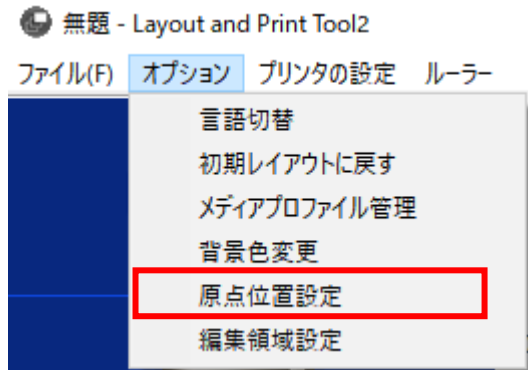 無題 - Layout and Print Tool2
ファイル(F) オプション プリンタの設定 ルーラー
言語切替
初期レイアウトに戻す
メディアプロファイル管理
背景色変更
原点位置設定
編集領域設定